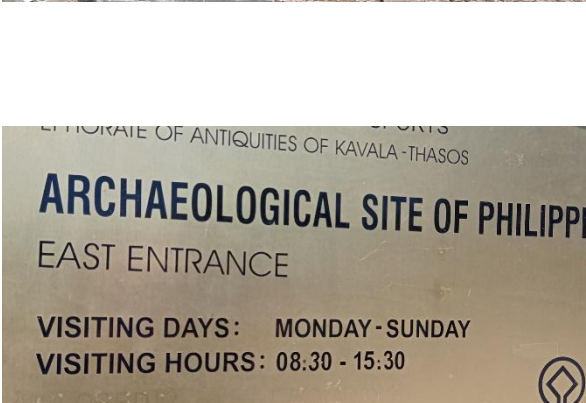 OF ANTIQUITIES OF KAVALA-THASOS
ARCHAEOLOGICAL SITE OF
EAST ENTRANCE
VISITING DAYS: MONDAY-SUNDAY
VISITING HOURS: 08:30 - 15:30